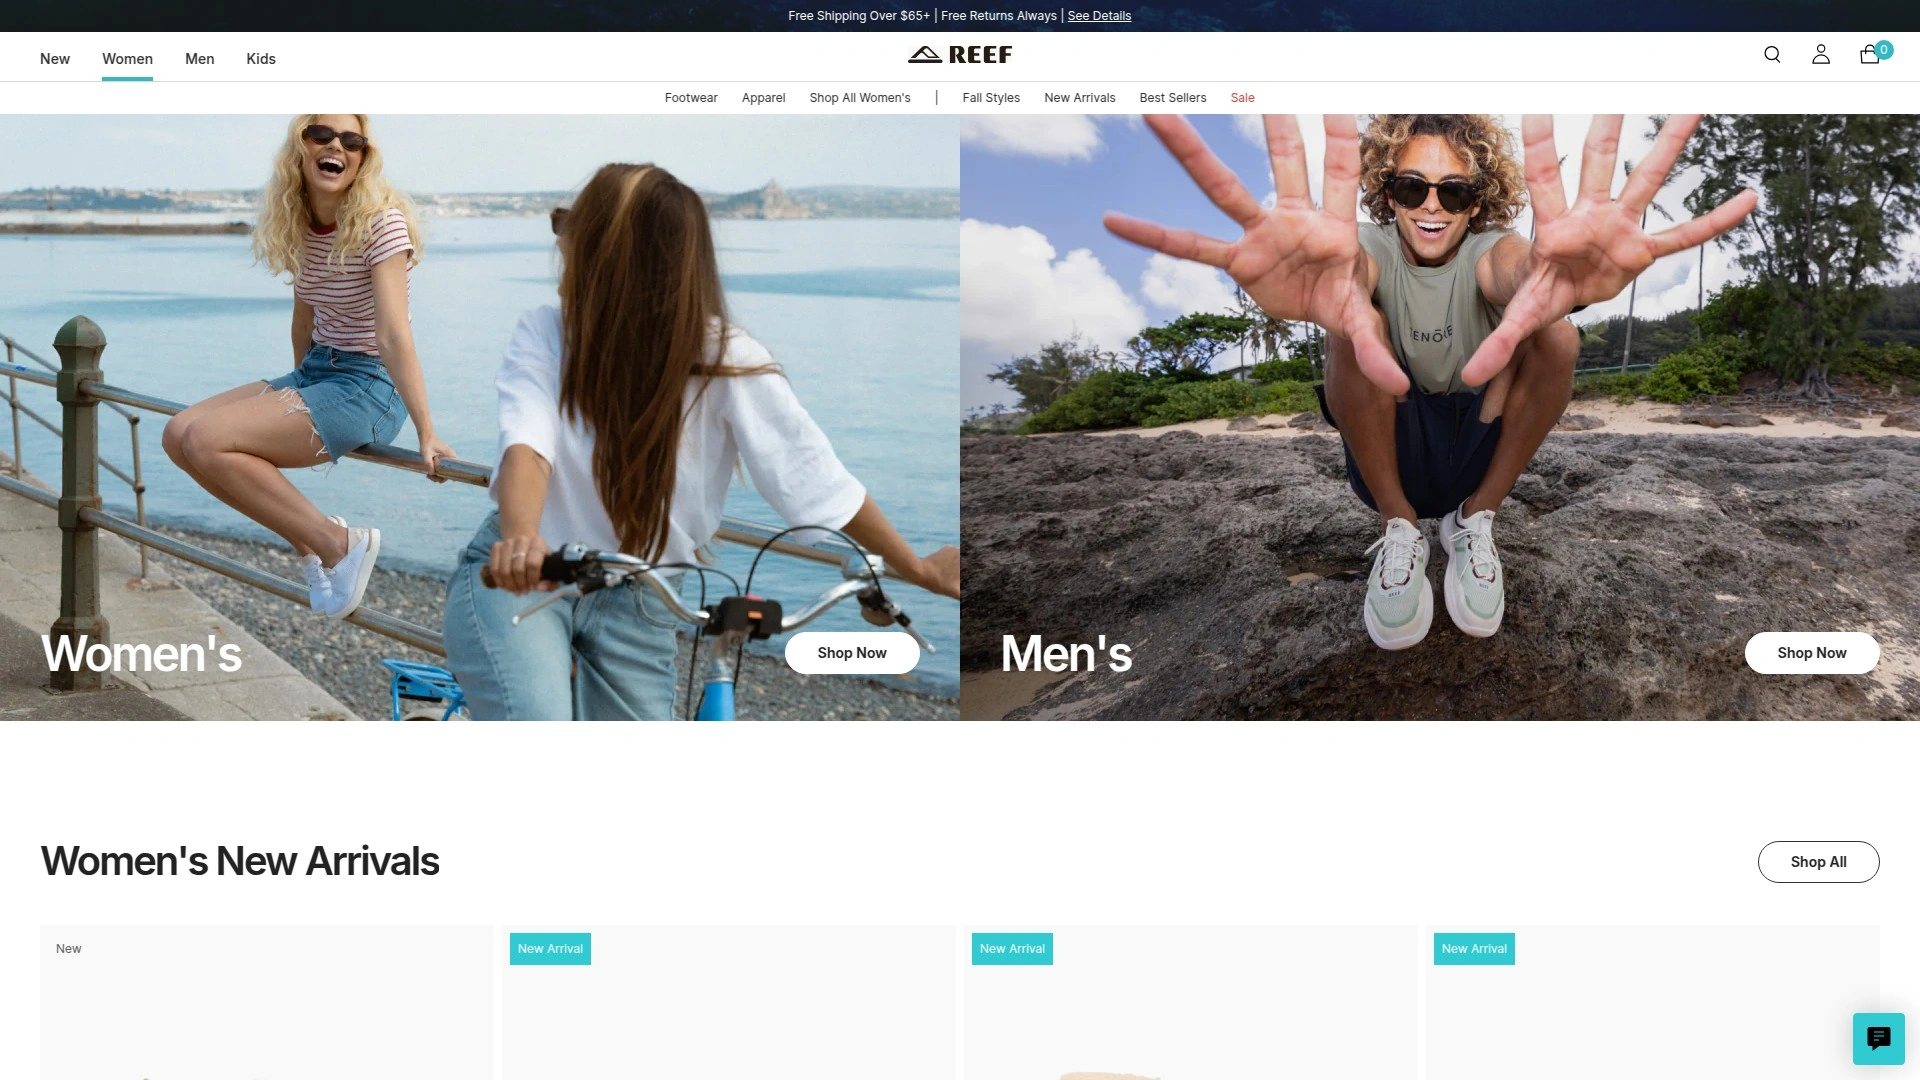 Free Shipping Over $65+ | Free Returns Always | See Details
New Women Men Kids
REEF
0
Footwear Apparel Shop All Women's | Fall Styles New Arrivals Best Sellers Sale
Women's
Shop Now
Men's
Shop Now
Women's New Arrivals
Shop All
New
New Arrival
New Arrival
New Arrival